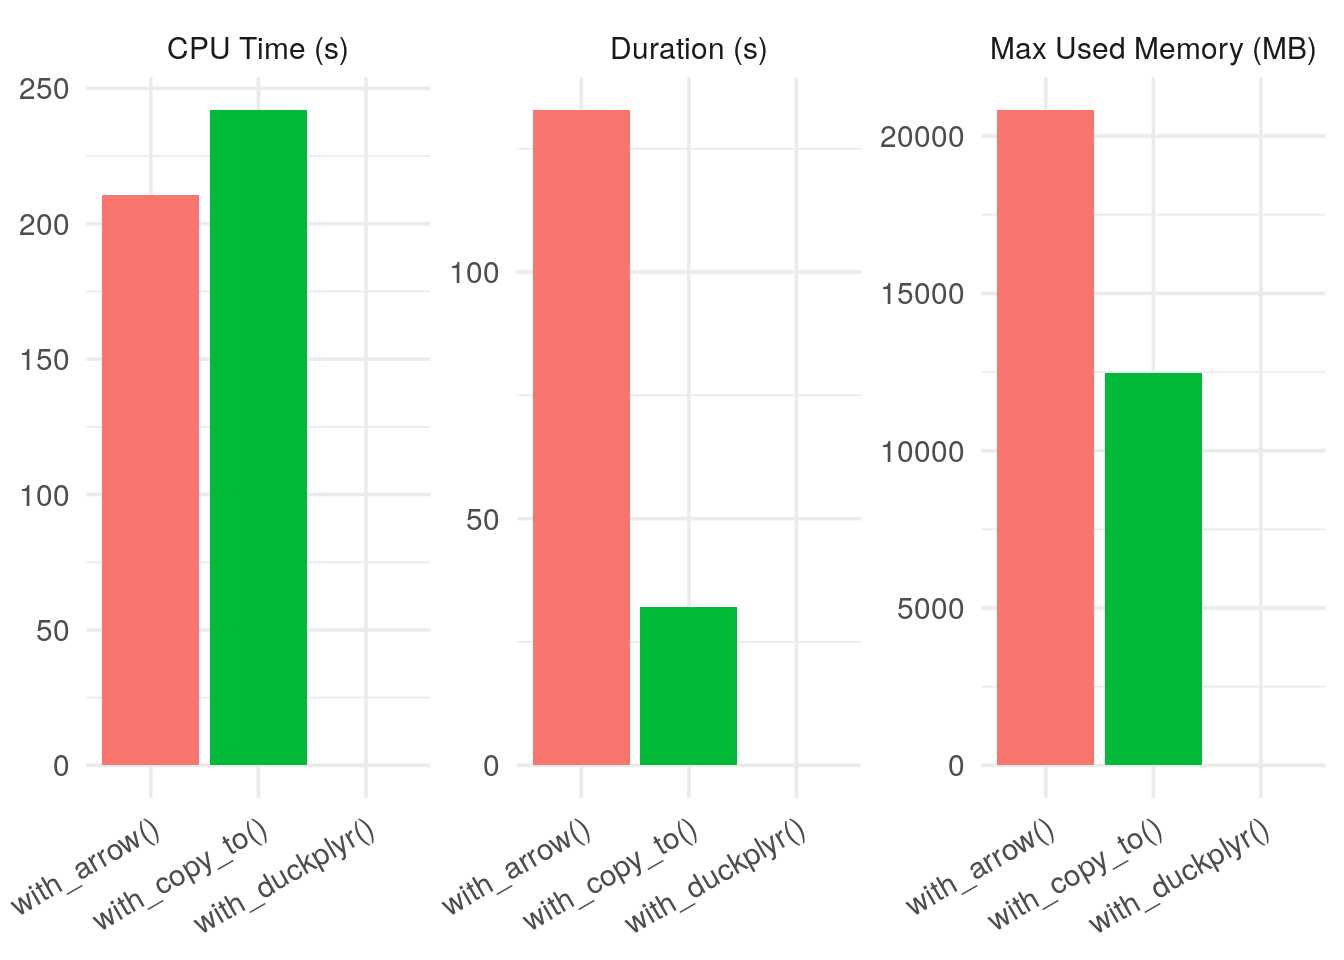 CPU Time (s)
250
200
150
100
50
0
with_arrow()
with_copy_to()
with_duckplyr()
Duration (s)
100
50
0
with_arrow()
with_copy_to()
with_duckplyr()
Max Used Memory (MB)
20000
15000
10000
5000
0
with_arrow()
with_copy_to()
with_duckplyr()